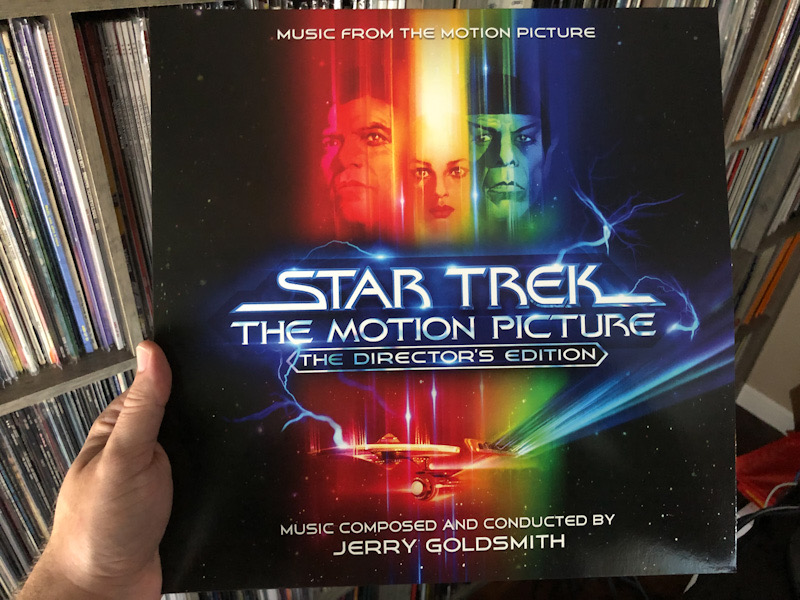 MUSIC FROM THE MOTION PICTURE
STAR TREK
THE MOTION PICTURE
THE DIRECTOR'S EDITION
MUSIC COMPOSED AND CONDUCTED BY
JERRY GOLDSMITH